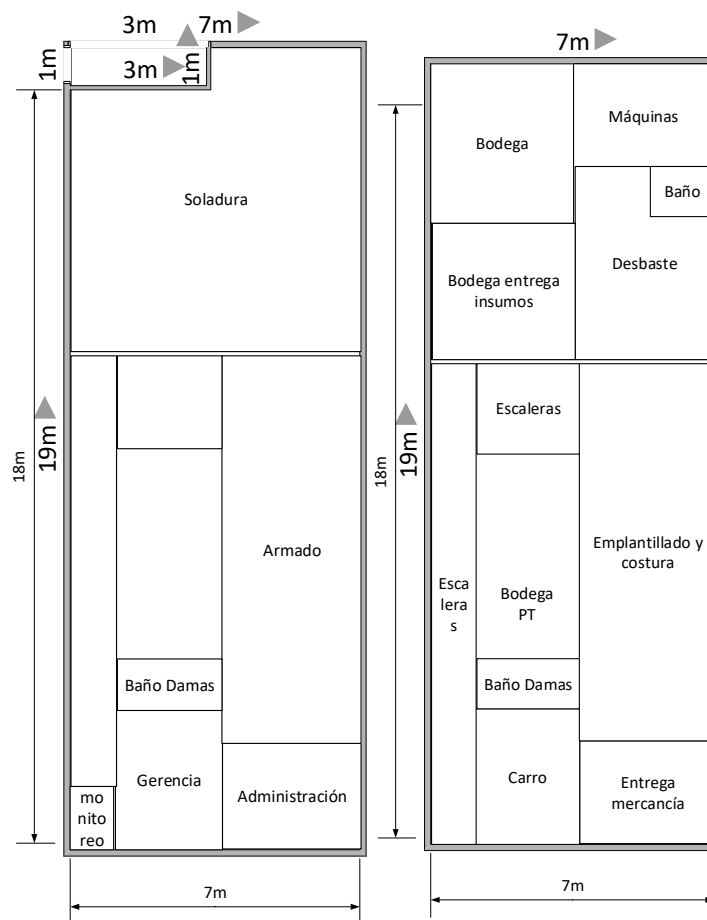 3m
7m
1m
3m
1m
Soladura
19m
18m
Armado
Baño Damas
Gerencia
Administración
mo
nito
reo
7m
7m
Máquinas
Bodega
Baño
Desbaste
Bodega entrega
insumos
19m
18m
Escaleras
Emplantillado y
costura
Esca
lera
s
Bodega
PT
Baño Damas
Carro
Entrega
mercancía
7m